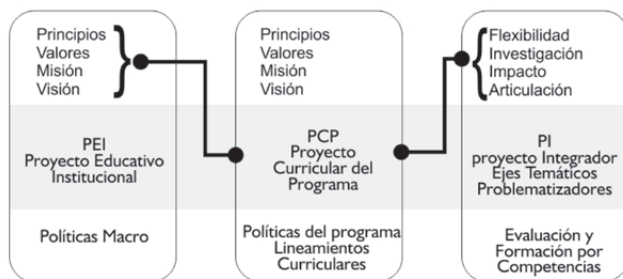 Principios
Valores
Misión
Visión
PEI
Proyecto Educativo
Institucional
Políticas Macro
Principios
Valores
Misión
Visión
PCP
Proyecto
Curricular del
Programa
Políticas del programa
Lineamientos
Curriculares
Flexibilidad
Investigación
Impacto
Articulación
PI
proyecto Integrador
Ejes Temáticos
Problematizadores
Evaluación y
Formación por
Competencias